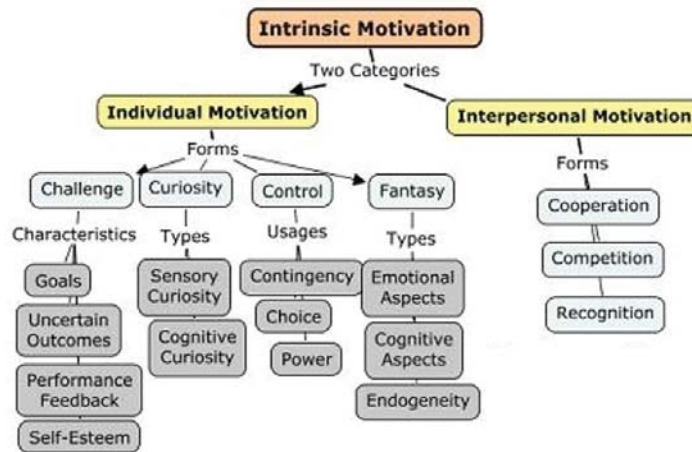 Intrinsic Motivation
Two Categories
Individual Motivation
Interpersonal Motivation
Forms
Challenge
Curiosity
Control
Fantasy
Characteristics
Types
Usages
Types
Goals
Uncertain
Outcomes
Performance
Feedback
Self-Esteem
Sensory
Curiosity
Cognitive
Curiosity
Contingency
Choice
Power
Emotional
Aspects
Cognitive
Aspects
Endogeneity
Forms
Cooperation
Competition
Recognition